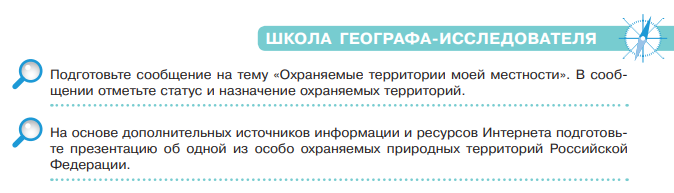 ШКОЛА ГЕОГРАФА-ИССЛЕДОВАТЕЛЯ
Подготовьте сообщение на тему «Охраняемые территории моей местности». В сооб-
щении отметьте статус и назначение охраняемых территорий.
На основе дополнительных источников информации и ресурсов Интернета подготовь-
те презентацию об одной из особо охраняемых природных территорий Российской
Федерации.